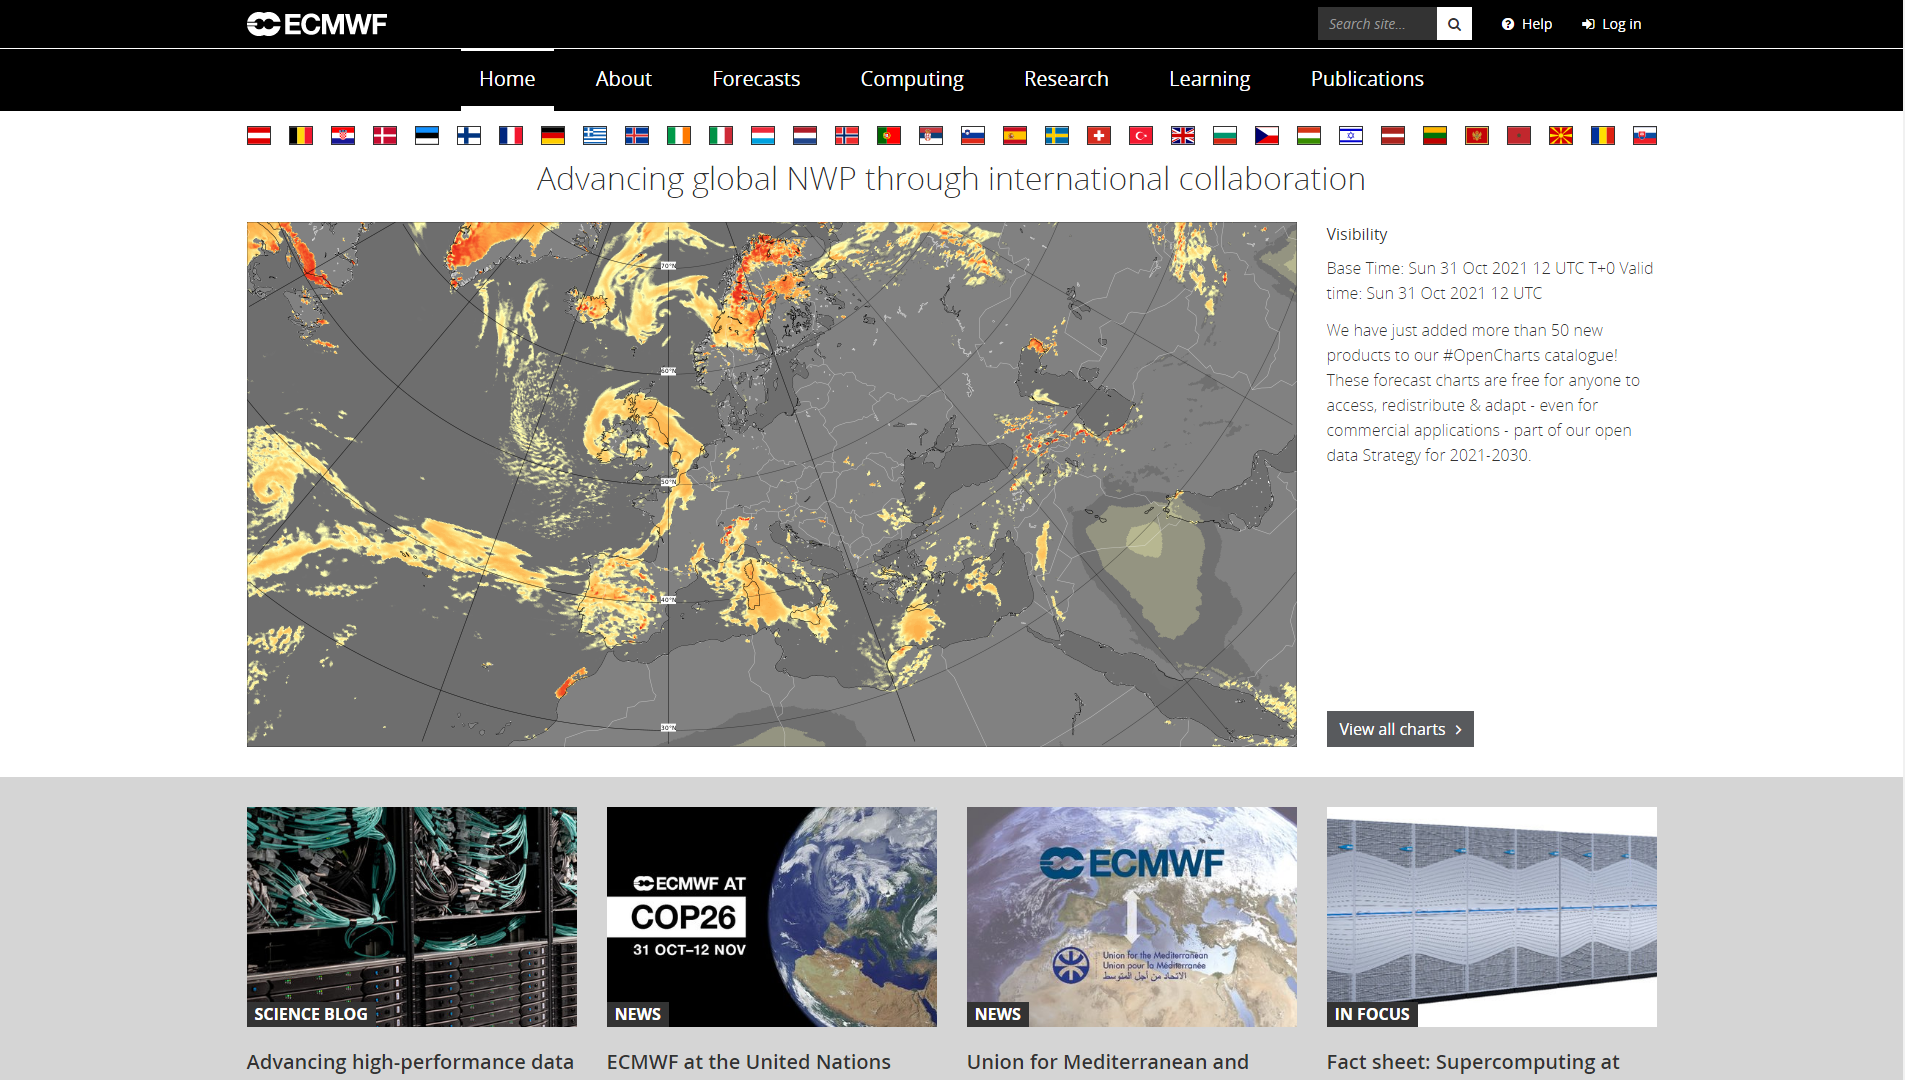 ECMWF
Search site...
Help
Log in
Home
About
Forecasts
Computing
Research
Learning
Publications
Advancing global NWP through international collaboration
70°N
60°N
50°N
40°N
30°N
Visibility
Base Time: Sun 31 Oct 2021 12 UTC T+0 Valid
time: Sun 31 Oct 2021 12 UTC
We have just added more than 50 new
products to our #OpenCharts catalogue!
These forecast charts are free for anyone to
access, redistribute & adapt - even for
commercial applications - part of our open
data Strategy for 2021-2030.
View all charts
SCIENCE BLOG
Advancing high-performance data
ECMWF AT
COP26
31 OCT–12 NOV
NEWS
ECMWF at the United Nations
ECMWF
Union for the Mediterranean
Union pour la Méditerranée
الاتحاد من أجل المتوسط
NEWS
Union for Mediterranean and
IN FOCUS
Fact sheet: Supercomputing at